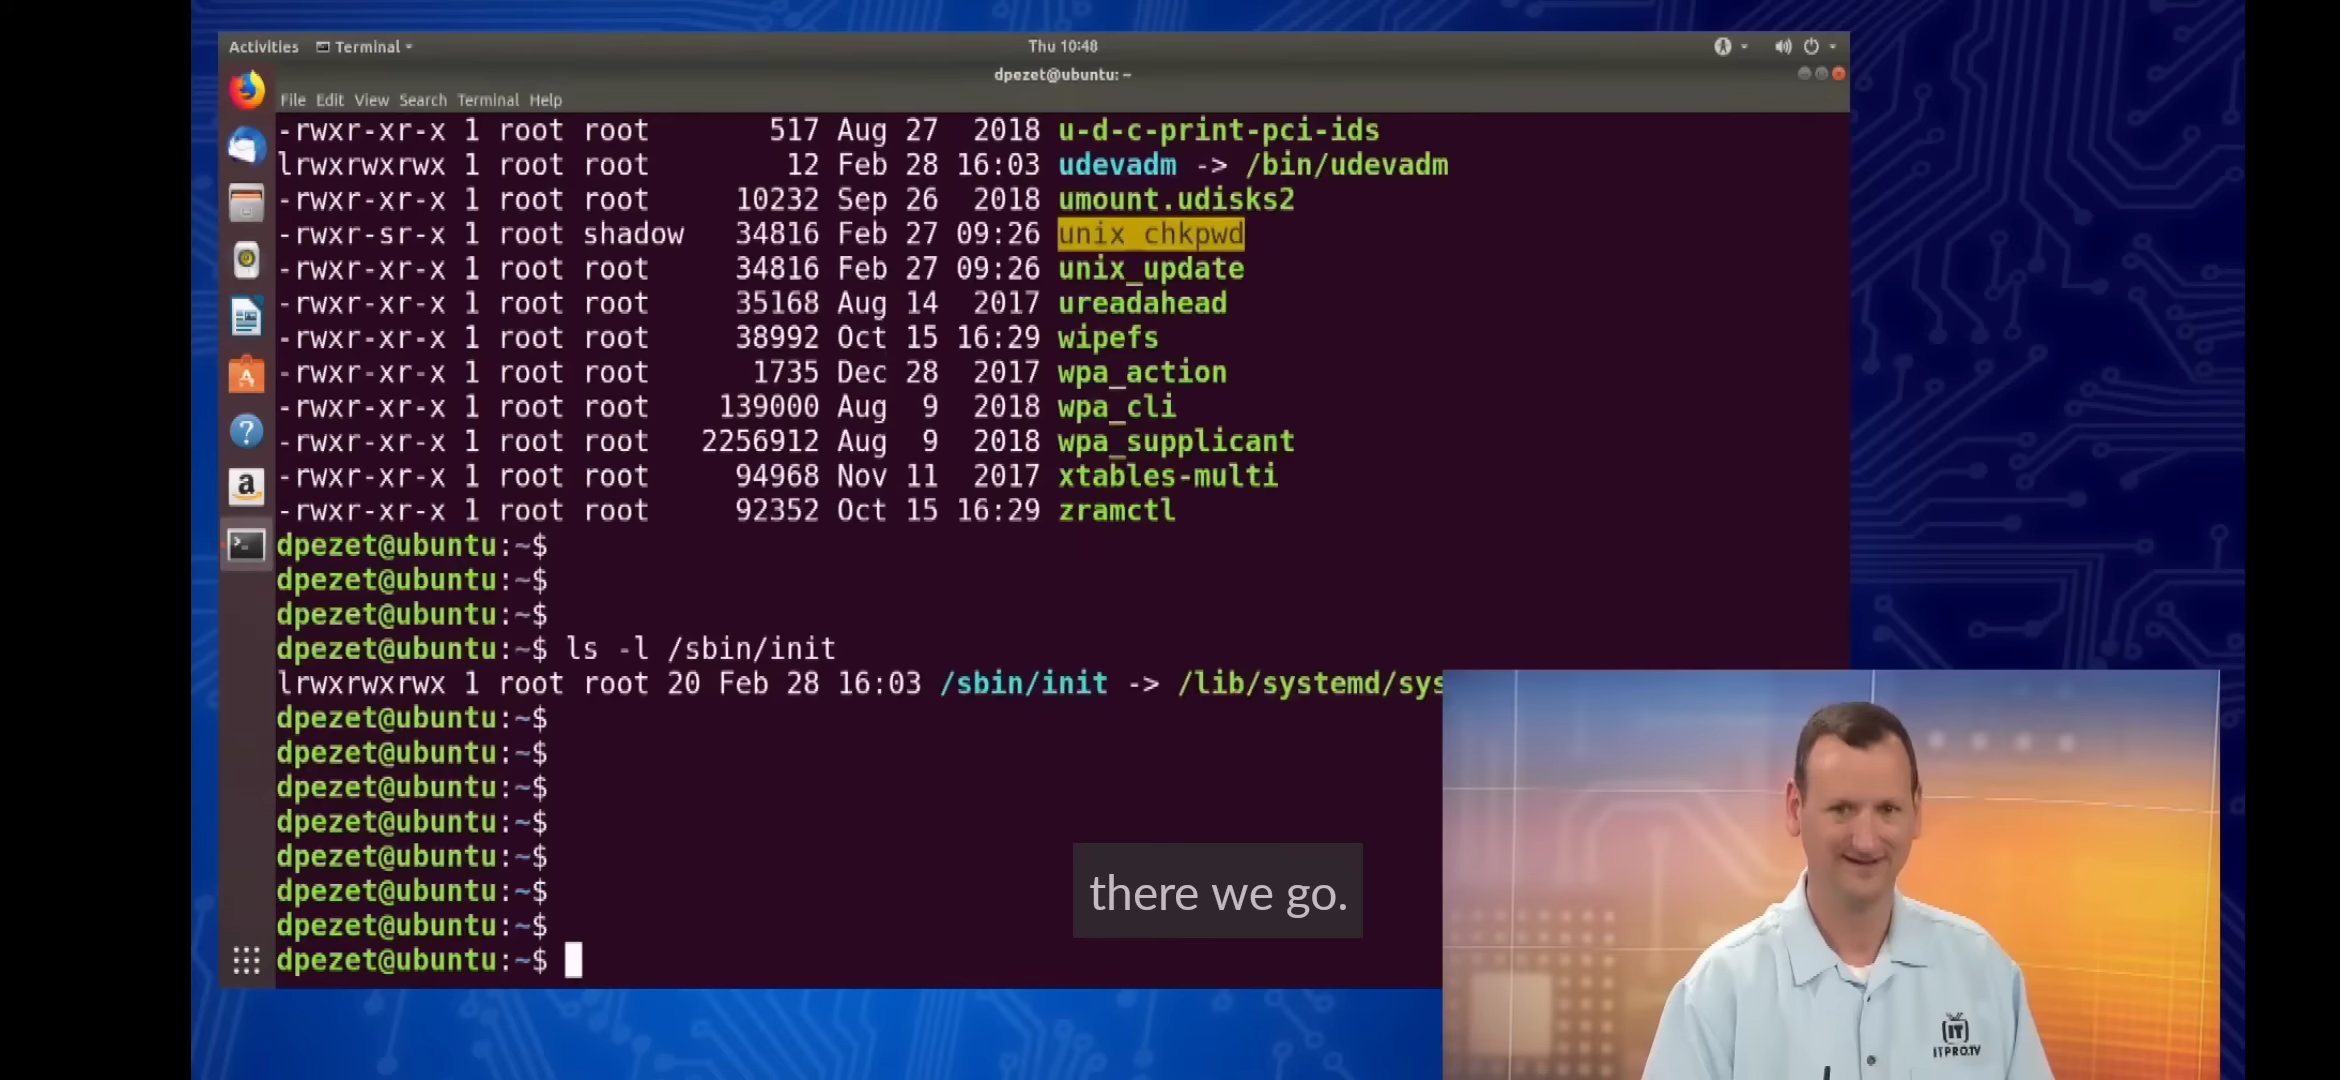 Activities Terminal Thu 10:48
dpezet@ubuntu: ~
File Edit View Search Terminal Help
-rwxr-xr-x 1 root root 517 Aug 27 2018 u-d-c-print-pci-ids
lrwxrwxrwx 1 root root 12 Feb 28 16:03 udevadm -> /bin/udevadm
-rwxr-xr-x 1 root root 10232 Sep 26 2018 umount.udisks2
-rwxr-sr-x 1 root shadow 34816 Feb 27 09:26 unix_chkpwd
-rwxr-xr-x 1 root root 34816 Feb 27 09:26 unix_update
-rwxr-xr-x 1 root root 35168 Aug 14 2017 ureadahead
-rwxr-xr-x 1 root root 38992 Oct 15 16:29 wipefs
-rwxr-xr-x 1 root root 1735 Dec 28 2017 wpa_action
-rwxr-xr-x 1 root root 139000 Aug 9 2018 wpa_cli
-rwxr-xr-x 1 root root 2256912 Aug 9 2018 wpa_supplicant
-rwxr-xr-x 1 root root 94968 Nov 11 2017 xtables-multi
-rwxr-xr-x 1 root root 92352 Oct 15 16:29 zramctl
dpezet@ubuntu:~$
dpezet@ubuntu:~$
dpezet@ubuntu:~$
dpezet@ubuntu:~$ ls -l /sbin/init
lrwxrwxrwx 1 root root 20 Feb 28 16:03 /sbin/init -> /lib/systemd/sys
dpezet@ubuntu:~$
dpezet@ubuntu:~$
dpezet@ubuntu:~$
dpezet@ubuntu:~$
dpezet@ubuntu:~$
dpezet@ubuntu:~$
dpezet@ubuntu:~$
dpezet@ubuntu:~$
there we go.
IT
ITPRO.TV